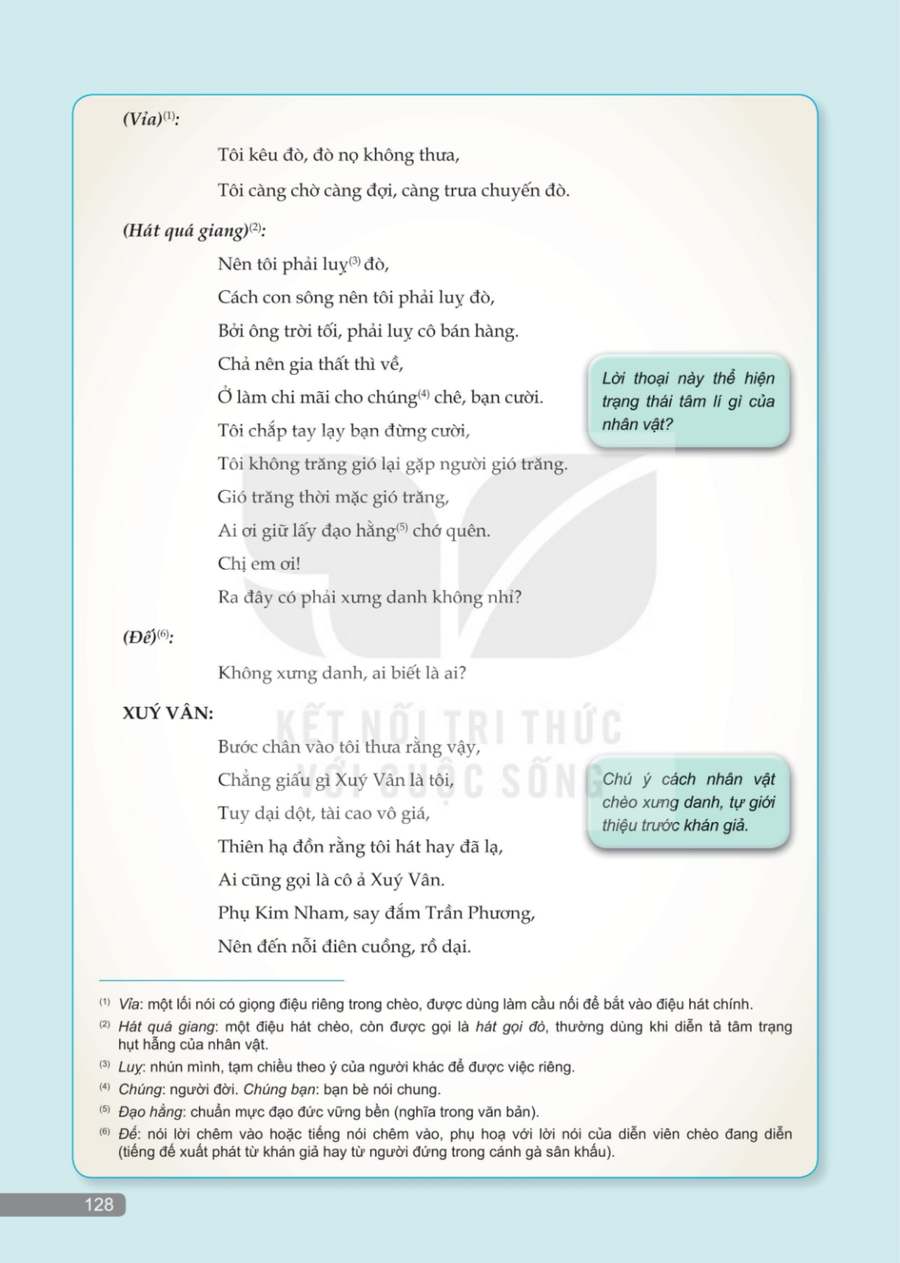 (Vỉa)(1):
Tôi kêu đò, đò nọ không thưa,
Tôi càng chờ càng đợi, càng trưa chuyến đò.
(Hát quá giang)(2):
Nên tôi phải luỵ(3) đò,
Cách con sông nên tôi phải luỵ đò,
Bởi ông trời tối, phải luỵ cô bán hàng.
Chả nên gia thất thì về,
Ở làm chi mãi cho chúng(4) chê, bạn cười.
Tôi chắp tay lạy bạn đừng cười,
Tôi không trăng gió lại gặp người gió trăng.
Gió trăng thời mặc gió trăng,
Ai ơi giữ lấy đạo hằng(5) chớ quên.
Chị em ơi!
Ra đây có phải xưng danh không nhỉ?
Lời thoại này thể hiện
trạng thái tâm lí gì của
nhân vật?
(Đế)(6):
Không xưng danh, ai biết là ai?
XUÝ VÂN:
Bước chân vào tôi thưa rằng vậy,
Chẳng giấu gì Xuý Vân là tôi,
Tuy dại dột, tài cao vô giá,
Thiên hạ đồn rằng tôi hát hay đã lạ,
Ai cũng gọi là cô ả Xuý Vân.
Phụ Kim Nham, say đắm Trần Phương,
Nên đến nỗi điên cuồng, rồ dại.
Chú ý cách nhân vật
chèo xưng danh, tự giới
thiệu trước khán giả.
KẾT NỐI TRI THỨC
VỚI CUỘC SỐNG
(1) Vỉa: một lối nói có giọng điệu riêng trong chèo, được dùng làm cầu nối để bắt vào điệu hát chính.
(2) Hát quá giang: một điệu hát chèo, còn được gọi là hát gọi đò, thường dùng khi diễn tả tâm trạng
hụt hẫng của nhân vật.
(3) Luỵ: nhún mình, tạm chiều theo ý của người khác để được việc riêng.
(4) Chúng: người đời. Chúng bạn: bạn bè nói chung.
(5) Đạo hằng: chuẩn mực đạo đức vững bền (nghĩa trong văn bản).
(6) Đế: nói lời chêm vào hoặc tiếng nói chêm vào, phụ hoạ với lời nói của diễn viên chèo đang diễn
(tiếng đế xuất phát từ khán giả hay từ người đứng trong cánh gà sân khấu).
128